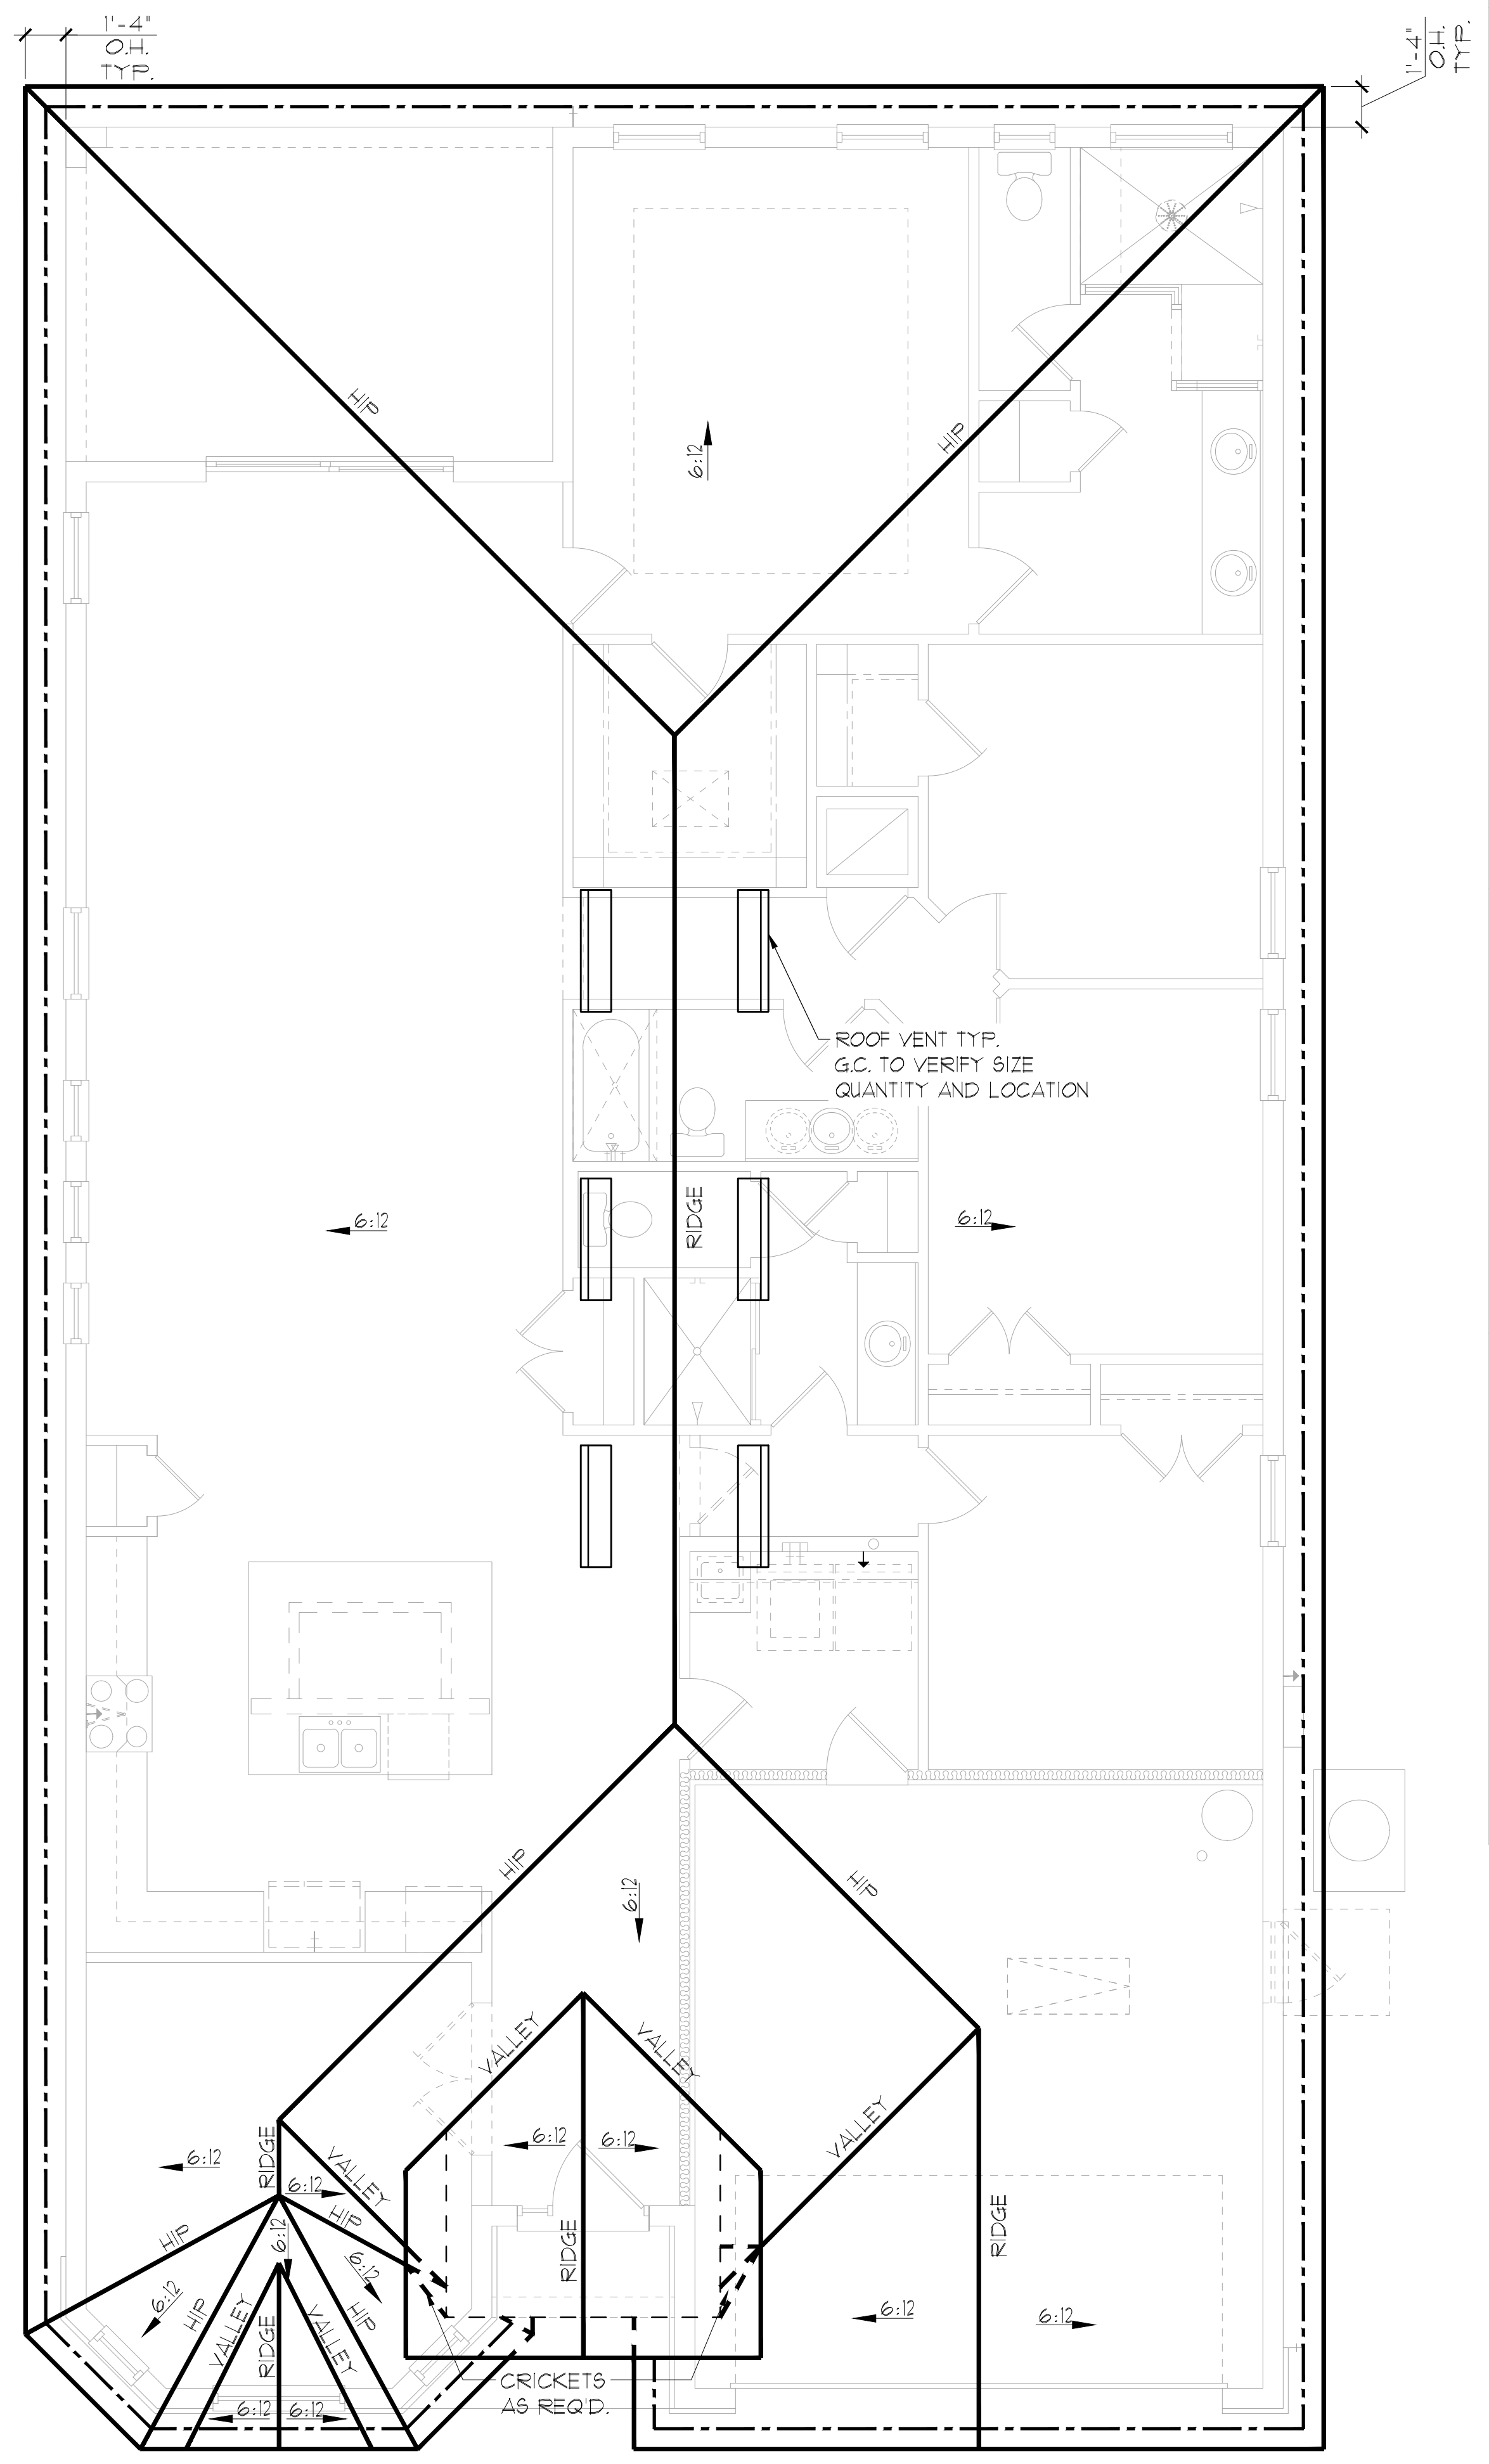 1'-4"
O.H.
TYP.
1'-4"
O.H.
TYP.
HIP
HIP
6:12
ROOF VENT TYP.
G.C. TO VERIFY SIZE
QUANTITY AND LOCATION
RIDGE
6:12
6:12
HIP
HIP
6:12
VALLEY
VALLEY
VALLEY
RIDGE
6:12
6:12
6:12
VALLEY
6:12
HIP
HIP
6:12
6:12
6:12
HIP
VALLEY
RIDGE
VALLEY
HIP
RIDGE
RIDGE
6:12
6:12
CRICKETS
AS REQ'D.
6:12
6:12